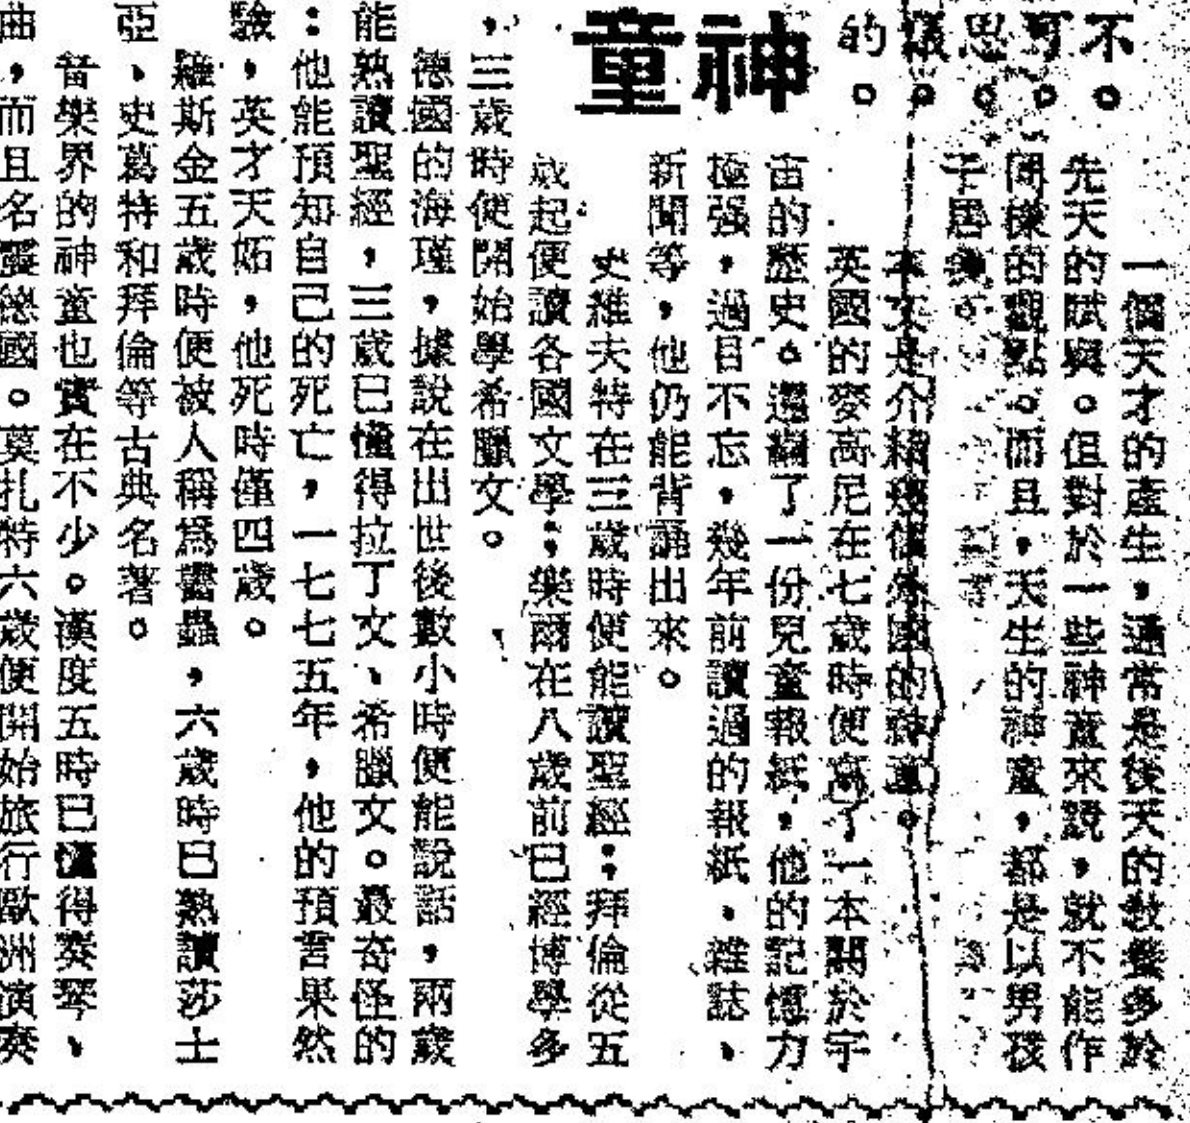 不可思議的
神童
一個天才的產生，通常是後天的敎養多於
先天的賦與。但對於一些神童來說，就不能作
同樣的觀點。而且，天生的神童，都是以男孩
子居多。
本文是介紹幾個外國的神童。
英國的麥高尼在七歲時便寫了一本關於宇
宙的歷史。還編了一份兒童報紙，他的記憶力
極强，過目不忘，幾年前讀過的報紙，雜誌、
新聞等，他仍能背誦出來。
史維夫特在三歲時便能讀聖經；拜倫從五
歲起便讀各國文學；樂爾在八歲前已經博學多
，三歲時便開始學希臘文。
德國的海瑾，據說在出世後數小時便能說話，兩歲
能熟讀聖經，三歲已懂得拉丁文、希臘文。最奇怪的
：他能預知自己的死亡，一七七五年，他的預言果然
驗，英才天妬，他死時僅四歲。
羅斯金五歲時便被人稱爲書蟲，六歲時已熟讀莎士
亞、史葛特和拜倫等古典名著。
音樂界的神童也實在不少。漢度五時已懂得奏琴、
曲，而且名震德國。莫扎特六歲便開始旅行歐洲演奏